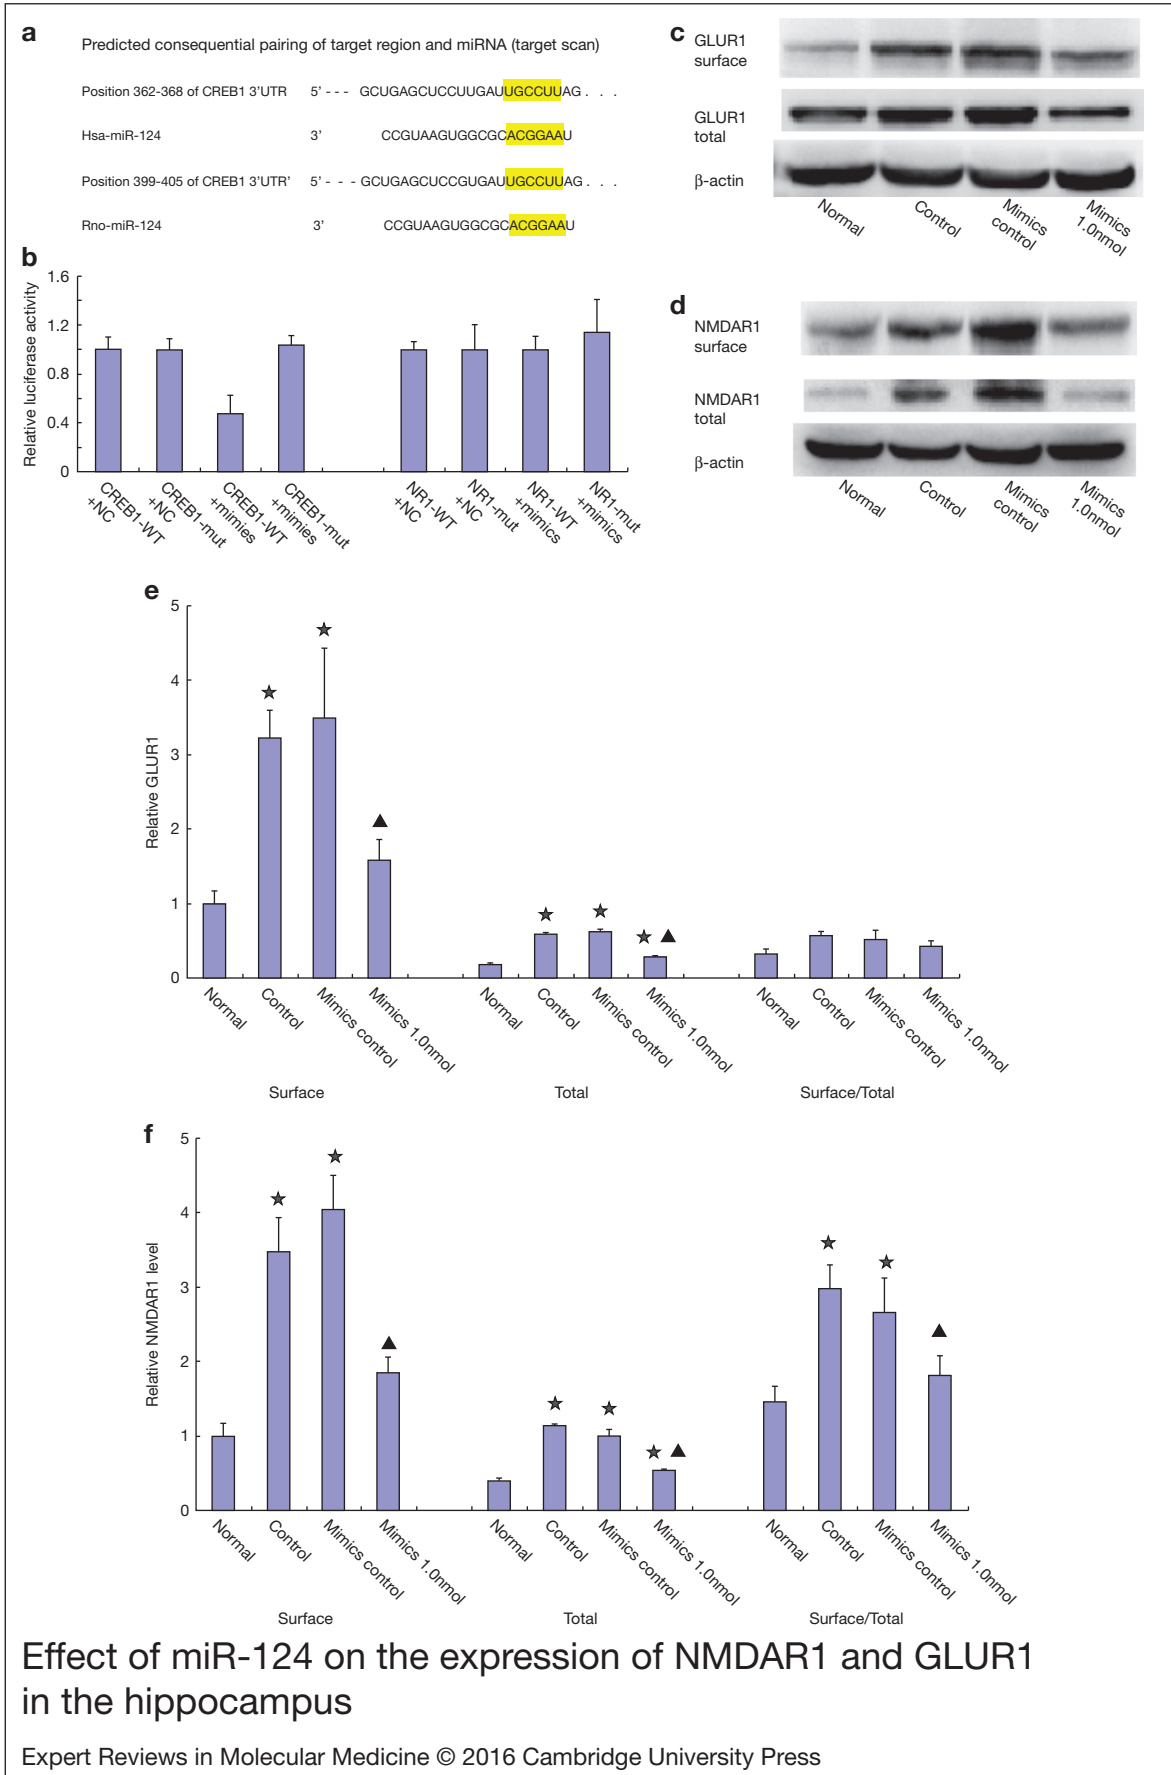 a
Predicted consequential pairing of target region and miRNA (target scan)
Position 362-368 of CREB1 3'UTR 5' - - - GCUGAGCUCCUUGAUUGCCUUAG . . .
Hsa-miR-124 3' CCGUAAGUGGCGCACGGAAU
Position 399-405 of CREB1 3'UTR' 5' - - - GCUGAGCUCCGUGAUUGCCUUAG . . .
Rno-miR-124 3' CCGUAAGUGGCGCACGGAAU
b
Relative luciferase activity
1.6
1.2
0.8
0.4
0
CREB1-WT
+NC
CREB1-mut
+NC
CREB1-WT
+mimies
CREB1-mut
+mimies
NR1-WT
+NC
NR1-mut
+NC
NR1-WT
+mimics
NR1-mut
+mimics
c
GLUR1
surface
GLUR1
total
β-actin
Normal
Control
Mimics
control
Mimics
1.0nmol
d
NMDAR1
surface
NMDAR1
total
β-actin
Normal
Control
Mimics
control
Mimics
1.0nmol
e
Relative GLUR1
5
4
3
2
1
0
Normal
Control
Mimics control
Mimics 1.0nmol
Normal
Control
Mimics control
Mimics 1.0nmol
Normal
Control
Mimics control
Mimics 1.0nmol
Surface
Total
Surface/Total
f
Relative NMDAR1 level
5
4
3
2
1
0
Normal
Control
Mimics control
Mimics 1.0nmol
Normal
Control
Mimics control
Mimics 1.0nmol
Normal
Control
Mimics control
Mimics 1.0nmol
Surface
Total
Surface/Total
Effect of miR-124 on the expression of NMDAR1 and GLUR1
in the hippocampus
Expert Reviews in Molecular Medicine © 2016 Cambridge University Press